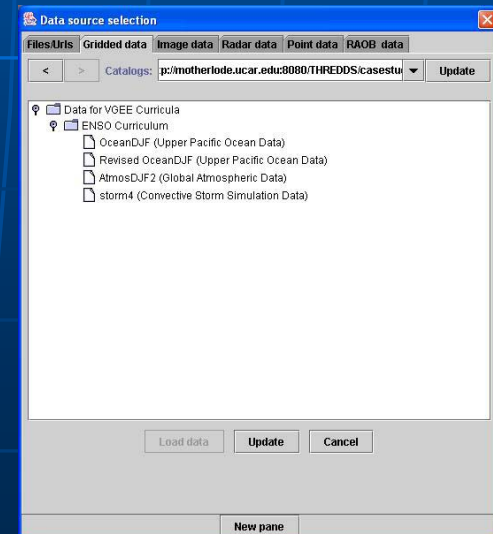 Data source selection
Files/Urls Gridded data Image data Radar data Point data RAOB data
< > Catalogs: :p://motherlode.ucar.edu:8080/THREDDS/casestu Update
Data for VGEE Curricula
ENSO Curriculum
OceanDJF (Upper Pacific Ocean Data)
Revised OceanDJF (Upper Pacific Ocean Data)
AtmosDJF2 (Global Atmospheric Data)
storm4 (Convective Storm Simulation Data)
Load data Update Cancel
New pane